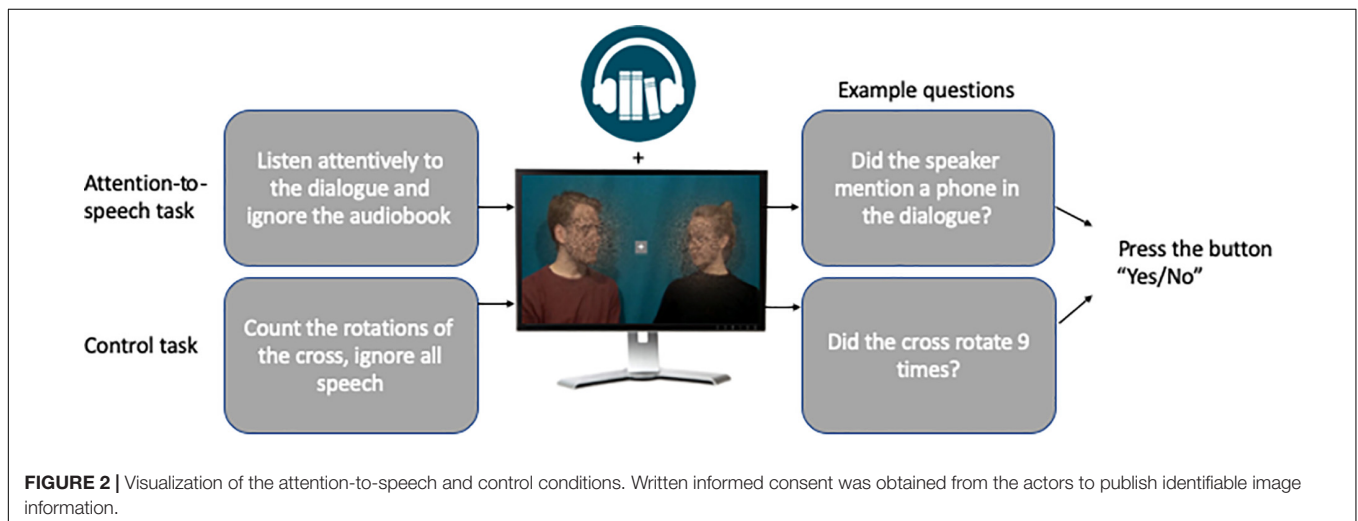 Example questions
Attention-to-
speech task
Listen attentively to
the dialogue and
ignore the audiobook
+
Did the speaker
mention a phone in
the dialogue?
Press the button
“Yes/No”
Control task
Count the rotations of
the cross, ignore all
speech
Did the cross rotate 9
times?
FIGURE 2 | Visualization of the attention-to-speech and control conditions. Written informed consent was obtained from the actors to publish identifiable image
information.